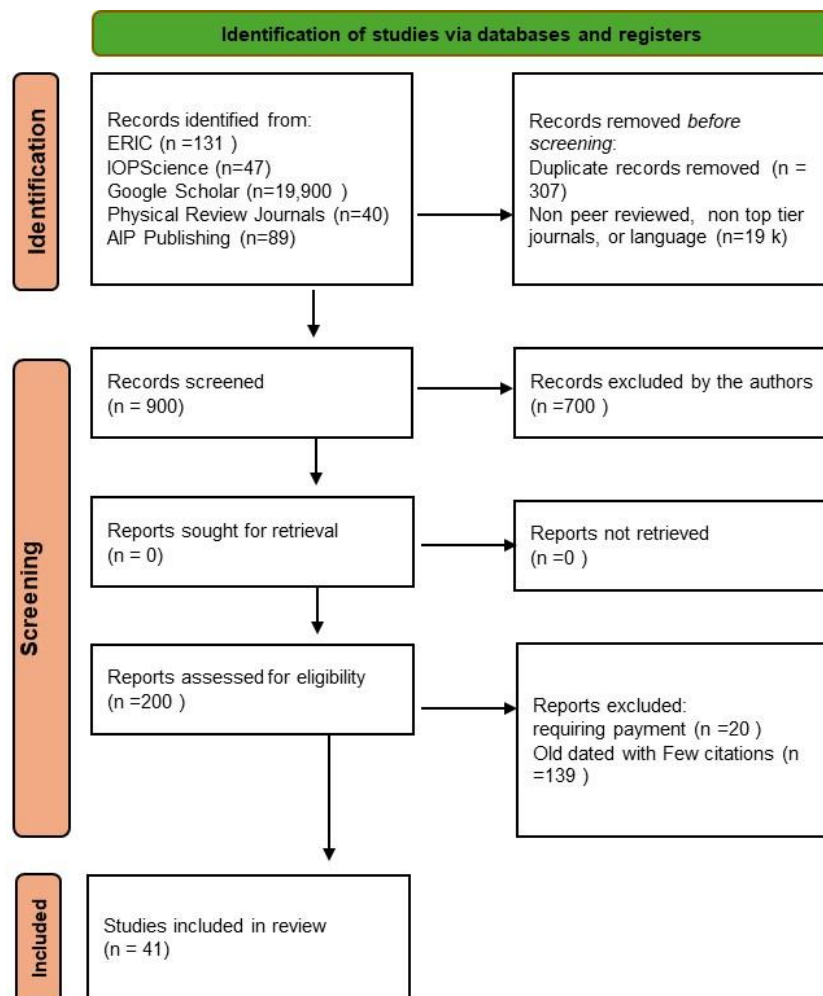 Identification of studies via databases and registers
Identification
Records identified from:
ERIC (n =131 )
IOPScience (n=47)
Google Scholar (n=19,900 )
Physical Review Journals (n=40)
AIP Publishing (n=89)
Records removed before
screening:
Duplicate records removed (n =
307)
Non peer reviewed, non top tier
journals, or language (n=19 k)
Screening
Records screened
(n = 900)
Records excluded by the authors
(n =700 )
Reports sought for retrieval
(n = 0)
Reports not retrieved
(n =0 )
Reports assessed for eligibility
(n =200 )
Reports excluded:
requiring payment (n =20 )
Old dated with Few citations (n
=139 )
Included
Studies included in review
(n = 41)